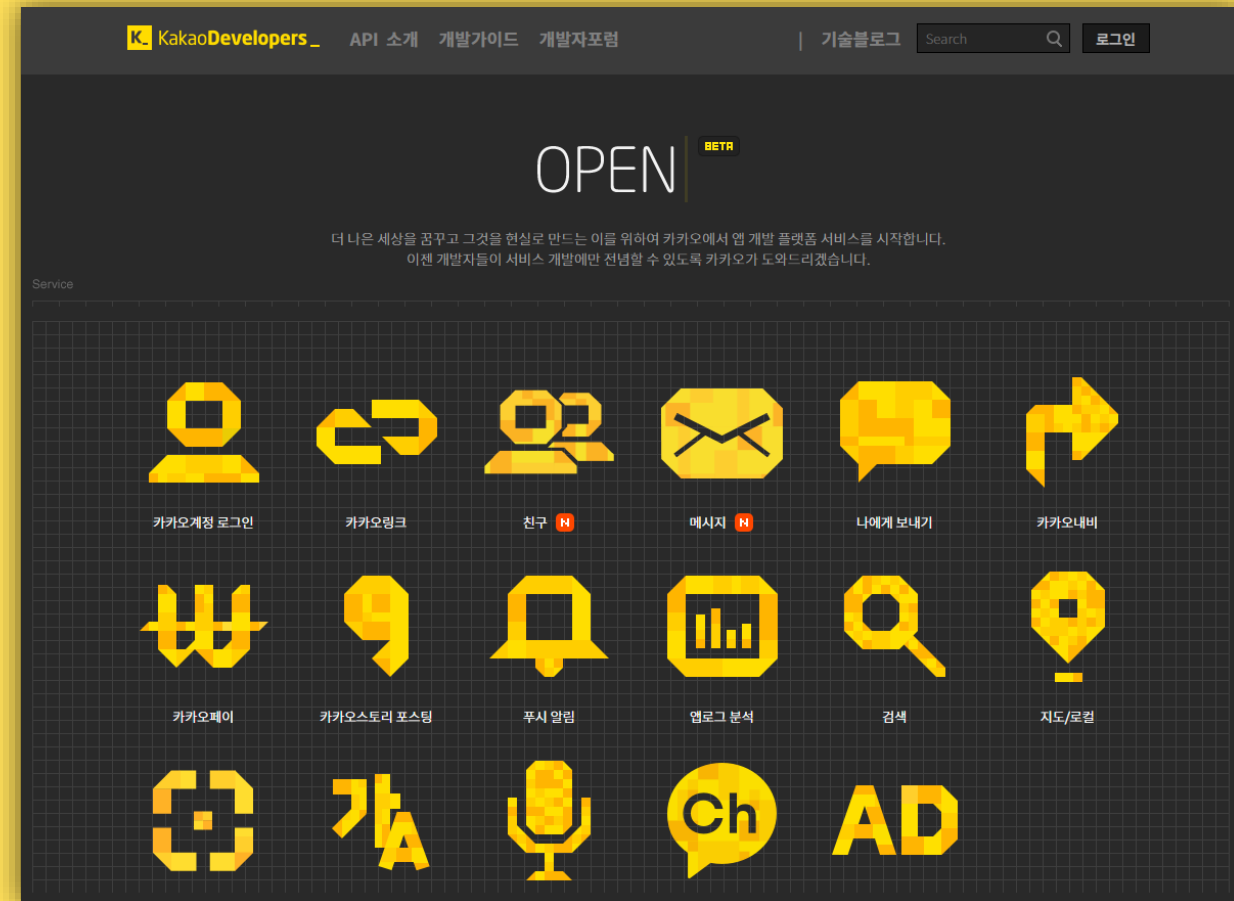 K_ KakaoDevelopers_ API 소개 개발가이드 개발자포럼 | 기술블로그 Search 로그인
OPEN BETA
더 나은 세상을 꿈꾸고 그것을 현실로 만드는 이를 위하여 카카오에서 앱 개발 플랫폼 서비스를 시작합니다.
이젠 개발자들이 서비스 개발에만 전념할 수 있도록 카카오가 도와드리겠습니다.
Service
카카오계정 로그인 카카오링크 친구 N 메시지 N 나에게 보내기 카카오내비
카카오페이 카카오스토리 포스팅 푸시 알림 앱로그 분석 검색 지도/로컬
가A Ch AD